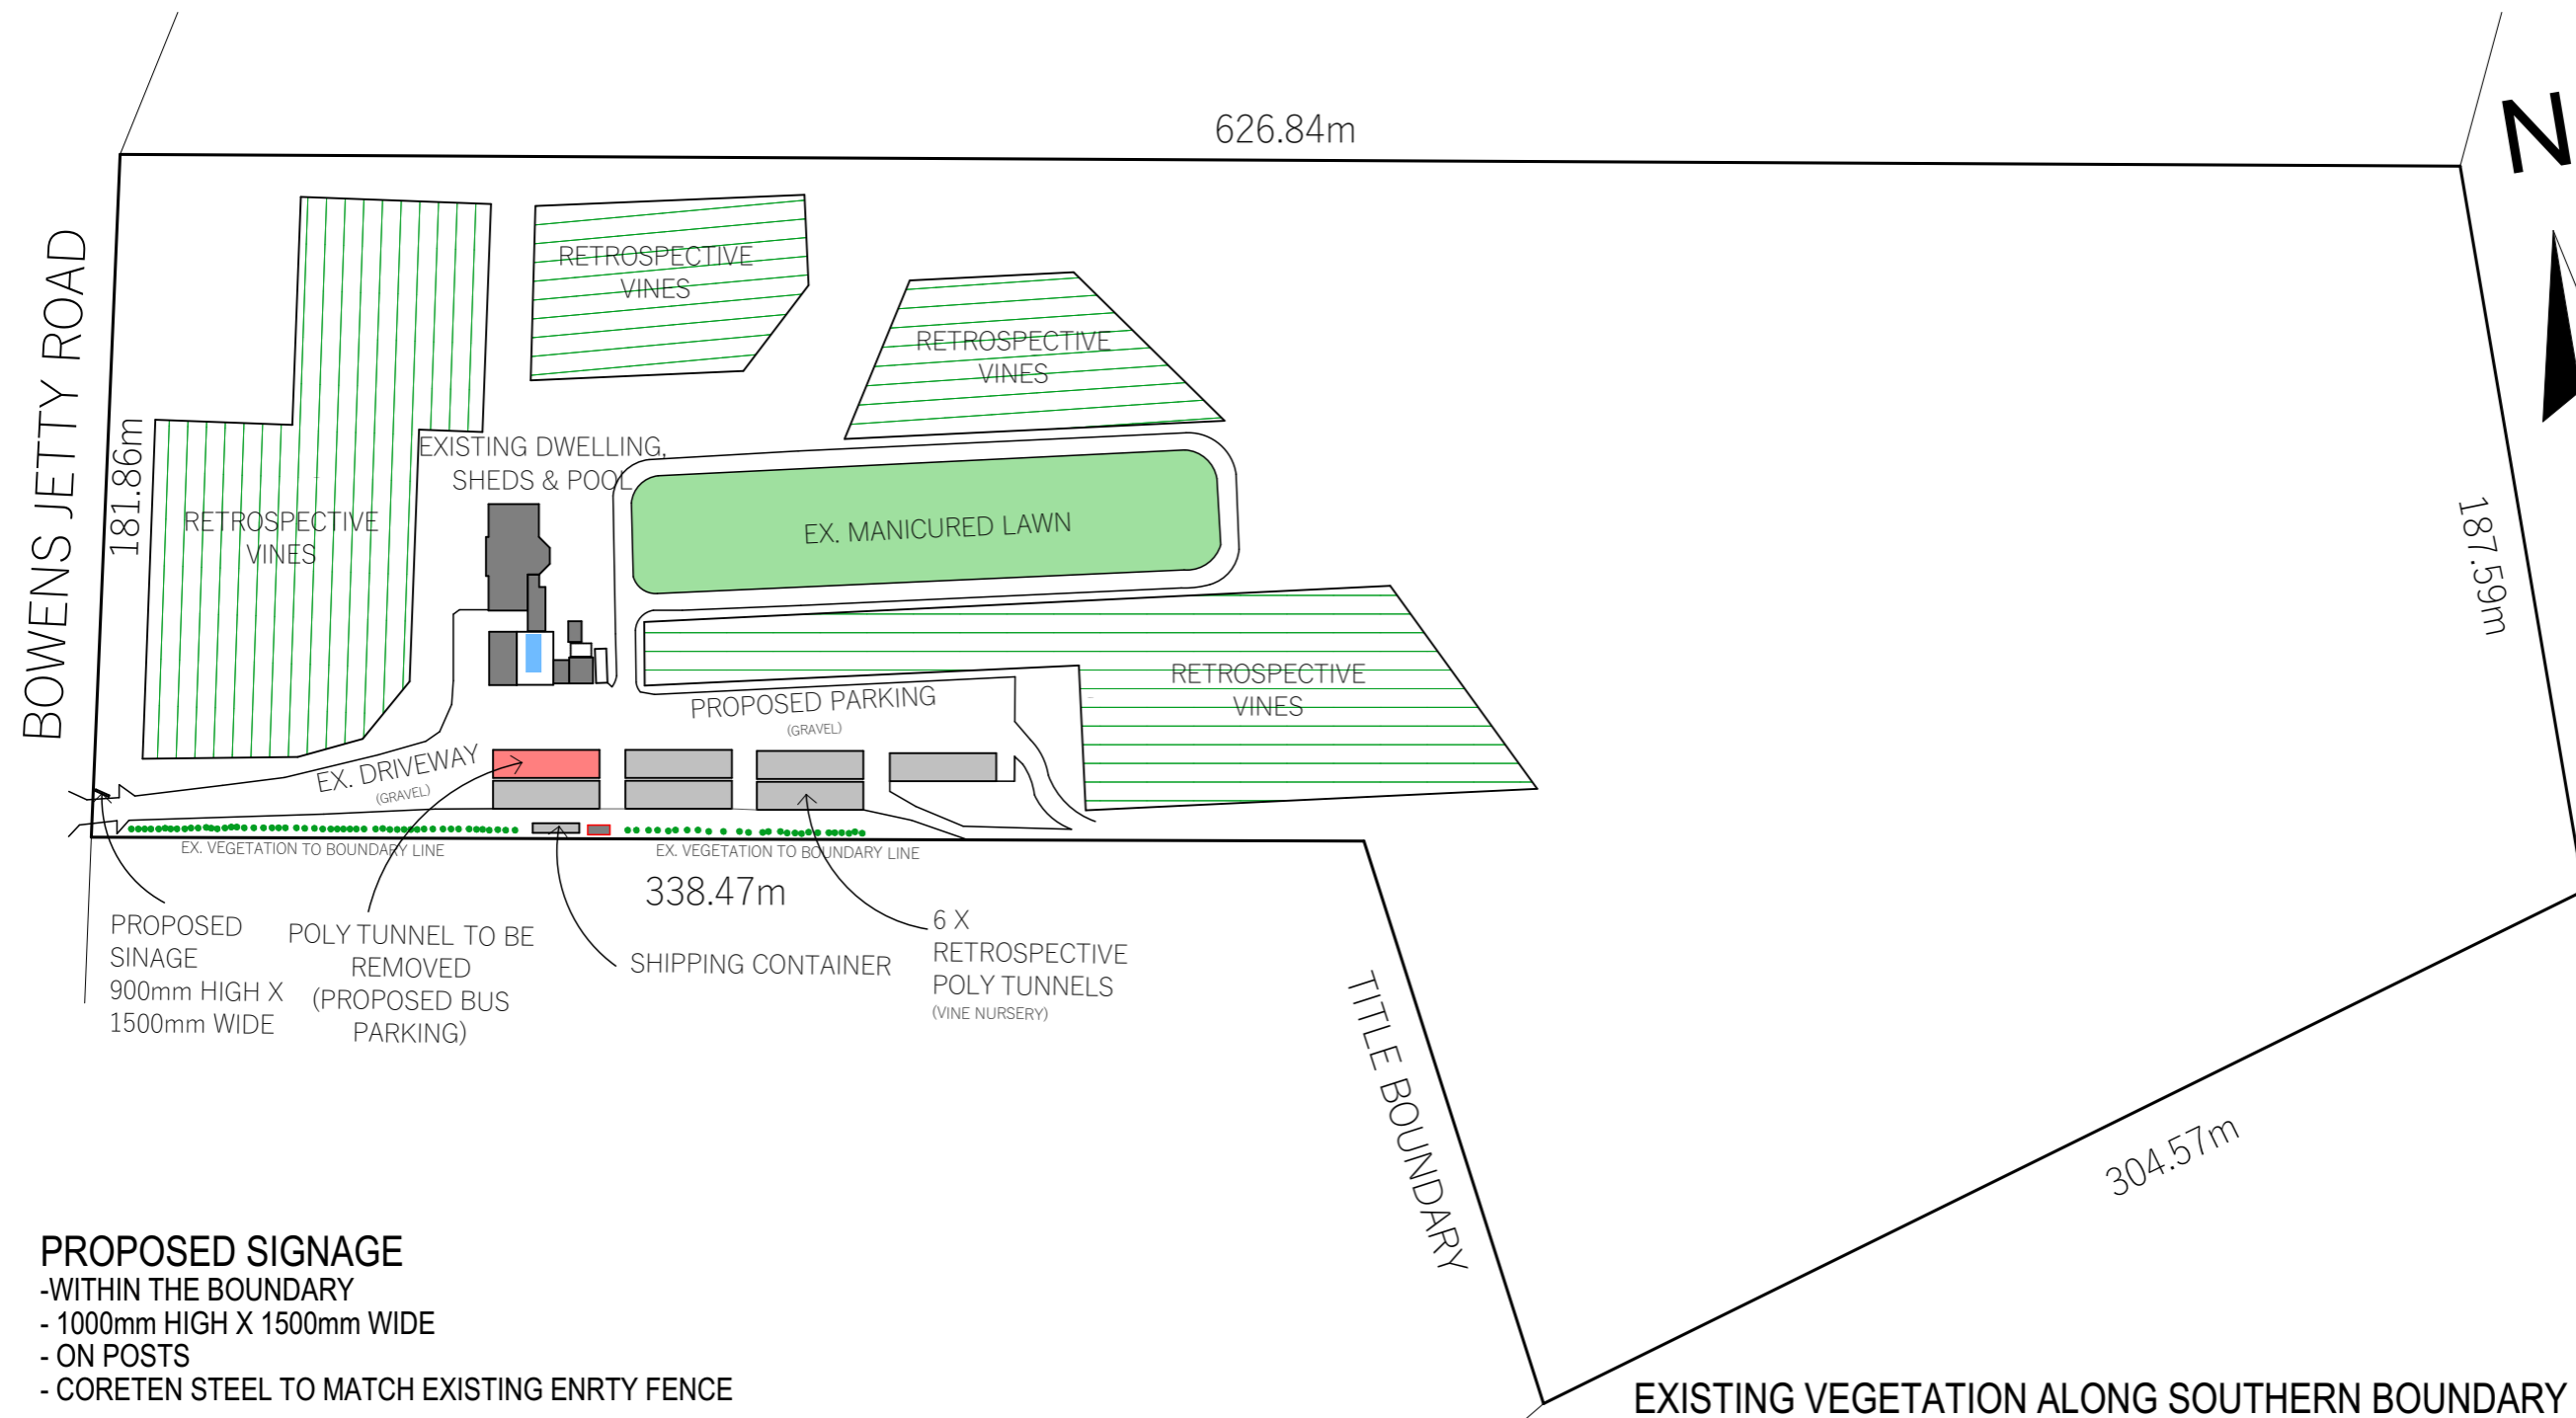 626.84m
N
BOWENS JETTY ROAD
181.86m
187.59m
RETROSPECTIVE
VINES
RETROSPECTIVE
VINES
EXISTING DWELLING,
SHEDS & POOL
RETROSPECTIVE
VINES
EX. MANICURED LAWN
RETROSPECTIVE
VINES
PROPOSED PARKING
(GRAVEL)
EX. DRIVEWAY
(GRAVEL)
EX. VEGETATION TO BOUNDARY LINE
EX. VEGETATION TO BOUNDARY LINE
338.47m
PROPOSED
SINAGE
900mm HIGH X
1500mm WIDE
POLY TUNNEL TO BE
REMOVED
(PROPOSED BUS
PARKING)
SHIPPING CONTAINER
6 X
RETROSPECTIVE
POLY TUNNELS
(VINE NURSERY)
TITLE BOUNDARY
304.57m
PROPOSED SIGNAGE
-WITHIN THE BOUNDARY
- 1000mm HIGH X 1500mm WIDE
- ON POSTS
- CORETEN STEEL TO MATCH EXISTING ENRTY FENCE
EXISTING VEGETATION ALONG SOUTHERN BOUNDARY